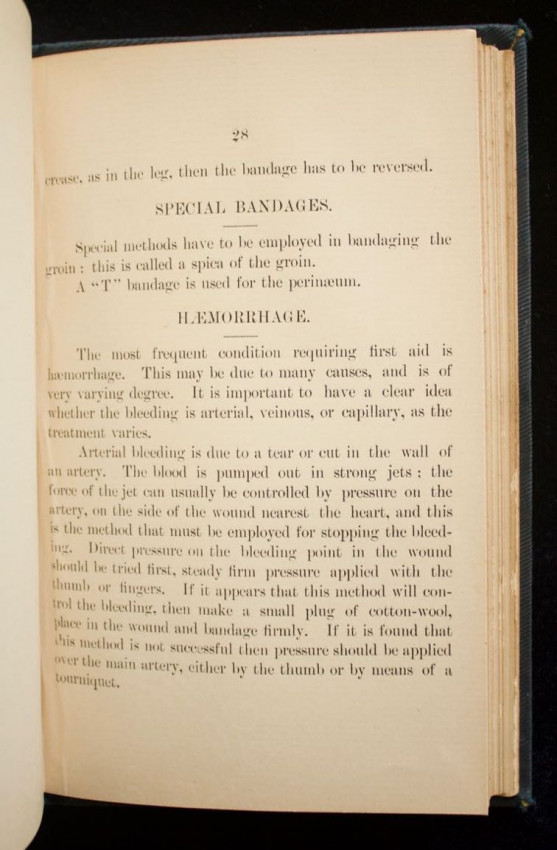 28
crease, as in the leg, then the bandage has to be reversed.
SPECIAL BANDAGES.
Special methods have to be employed in bandaging the
groin ; this is called a spica of the groin.
A “T” bandage is used for the perinæum.
HÆMORRHAGE.
The most frequent condition requiring first aid is
hæmorrhage. This may be due to many causes, and is of
very varying degree. It is important to have a clear idea
whether the bleeding is arterial, veinous, or capillary, as the
treatment varies.
Arterial bleeding is due to a tear or cut in the wall of
an artery. The blood is pumped out in strong jets ; the
force of the jet can usually be controlled by pressure on the
artery, on the side of the wound nearest the heart, and this
is the method that must be employed for stopping the bleed-
ing. Direct pressure on the bleeding point in the wound
should be tried first, steady firm pressure applied with the
thumb or fingers. If it appears that this method will con-
trol the bleeding, then make a small plug of cotton-wool,
place in the wound and bandage firmly. If it is found that
this method is not successful then pressure should be applied
over the main artery, either by the thumb or by means of a
tourniquet.